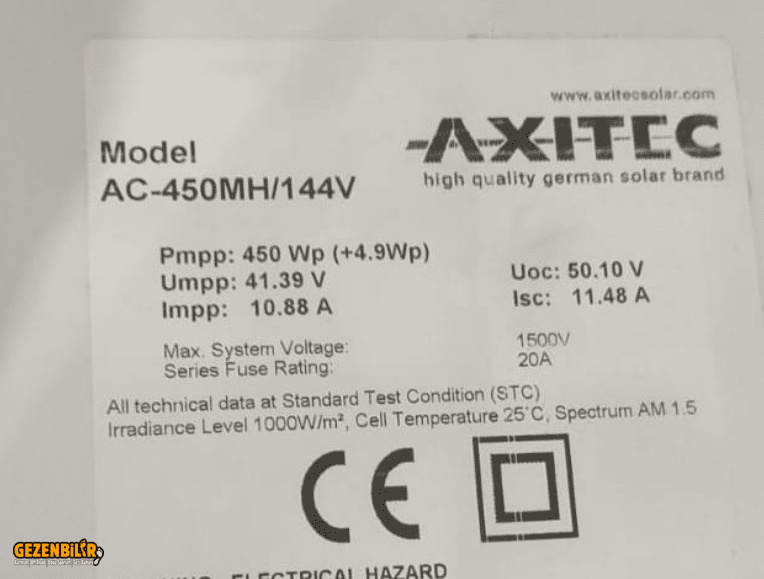 www.axitecsolar.com
AXITEC
high quality german solar brand
Model
AC-450MH/144V
Pmpp: 450 Wp (+4.9Wp)
Umpp: 41.39 V
Impp: 10.88 A
Uoc: 50.10 V
Isc: 11.48 A
Max. System Voltage: 1500V
Series Fuse Rating: 20A
All technical data at Standard Test Condition (STC)
Irradiance Level 1000W/m², Cell Temperature 25°C, Spectrum AM 1.5
CE
GEZENBİLİR
ELECTRICAL HAZARD